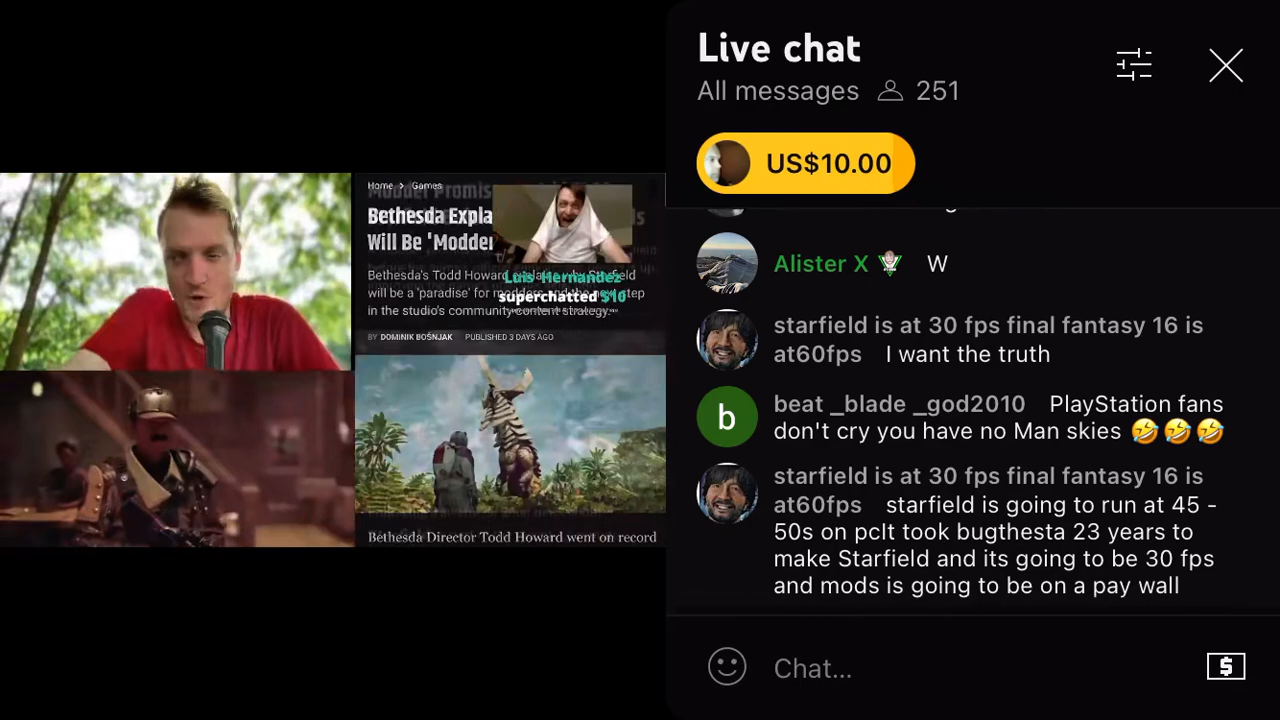 Home > Games
Bethesda Expla
Will Be 'Modder
Bethesda's Todd Howard
will be a 'paradise' for
in the studio's community
BY DOMINIK BOŠNJAK PUBLISHED 3 DAYS AGO
Luis Hernandez
superchatted $10
Bethesda Director Todd Howard went on record
Live chat
All messages 251
US$10.00
Alister X W
starfield is at 30 fps final fantasy 16 is
at60fps I want the truth
b
beat _blade _god2010 PlayStation fans
don't cry you have no Man skies 🤣🤣🤣
starfield is at 30 fps final fantasy 16 is
at60fps starfield is going to run at 45 -
50s on pcIt took bugthesta 23 years to
make Starfield and its going to be 30 fps
and mods is going to be on a pay wall
Chat...
$